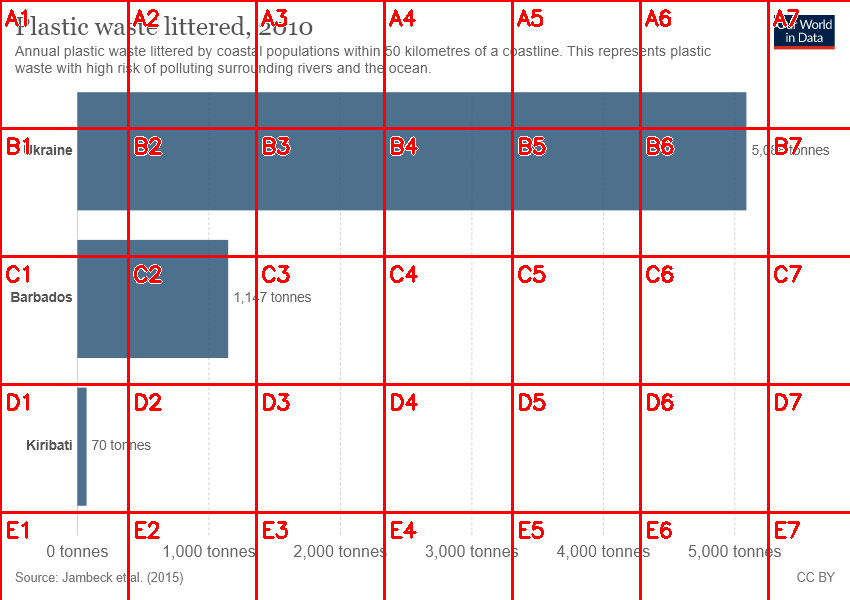 A1 A2 A3 A4 A5 A6 A7
Plastic waste littered, 2010
Our World
in Data
Annual plastic waste littered by coastal populations within 50 kilometres of a coastline. This represents plastic
waste with high risk of polluting surrounding rivers and the ocean.
B1 B2 B3 B4 B5 B6 B7
Ukraine tonnes
C1 C2 C3 C4 C5 C6 C7
Barbados 1,147 tonnes
D1 D2 D3 D4 D5 D6 D7
Kiribati 70 tonnes
E1 E2 E3 E4 E5 E6 E7
0 tonnes 1,000 tonnes 2,000 tonnes 3,000 tonnes 4,000 tonnes 5,000 tonnes
Source: Jambeck et al. (2015) CC BY